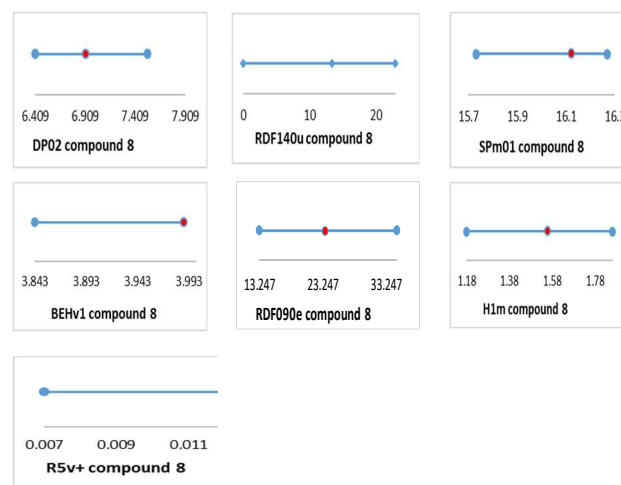 6.409 6.909 7.409 7.909
DP02 compound 8
0 10 20
RDF140u compound 8
15.7 15.9 16.1
SPm01 compound 8
3.843 3.893 3.943 3.993
BEHv1 compound 8
13.247 23.247 33.247
RDF090e compound 8
1.18 1.38 1.58 1.78
H1m compound 8
0.007 0.009 0.011
R5v+ compound 8